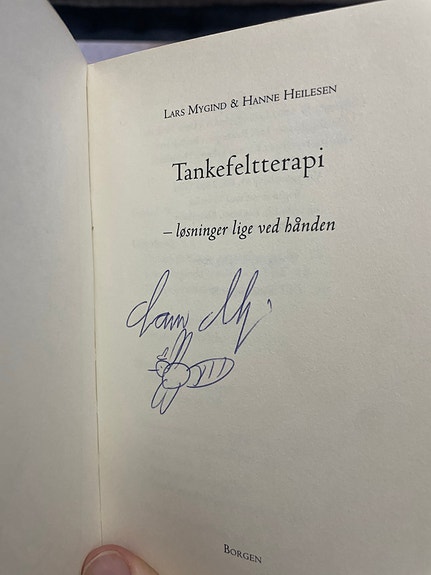 Lars Mygind & Hanne Heilesen
Tankefeltterapi
– løsninger lige ved hånden
Borgen